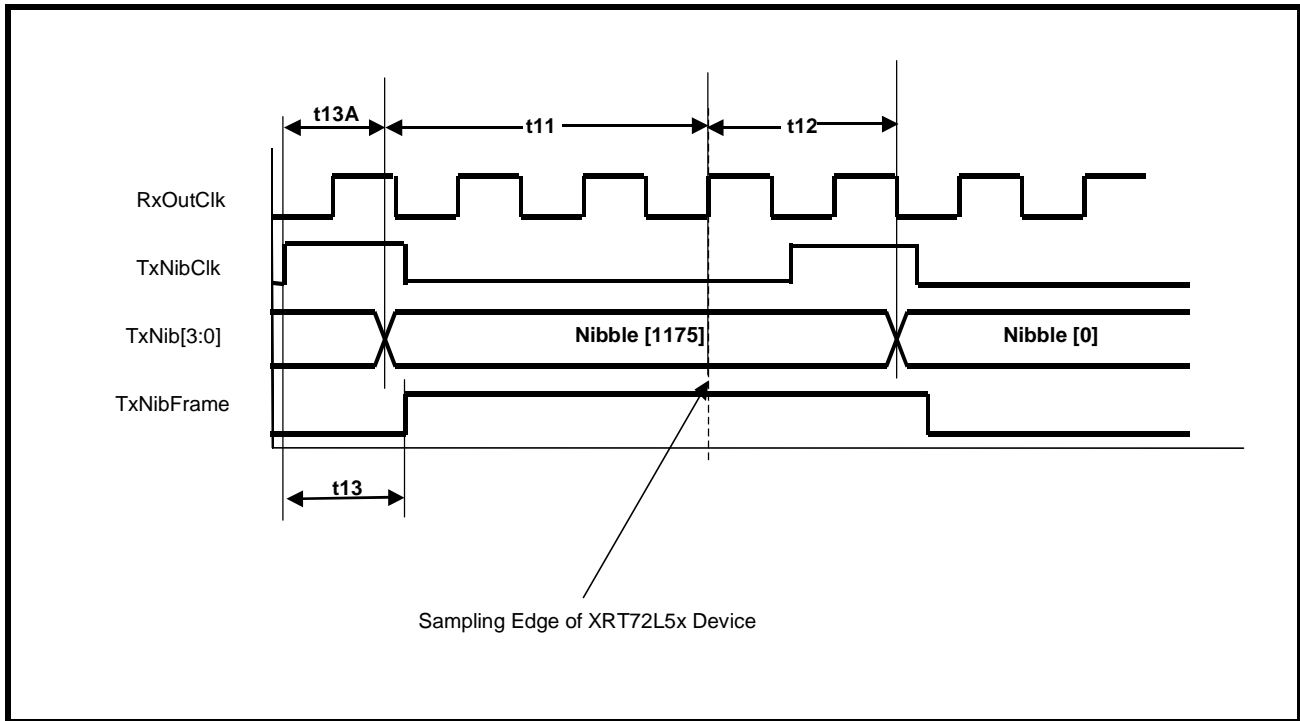 t13A
t11
t12
RxOutClk
TxNibClk
TxNib[3:0]
Nibble [1175]
Nibble [0]
TxNibFrame
t13
Sampling Edge of XRT72L5x Device